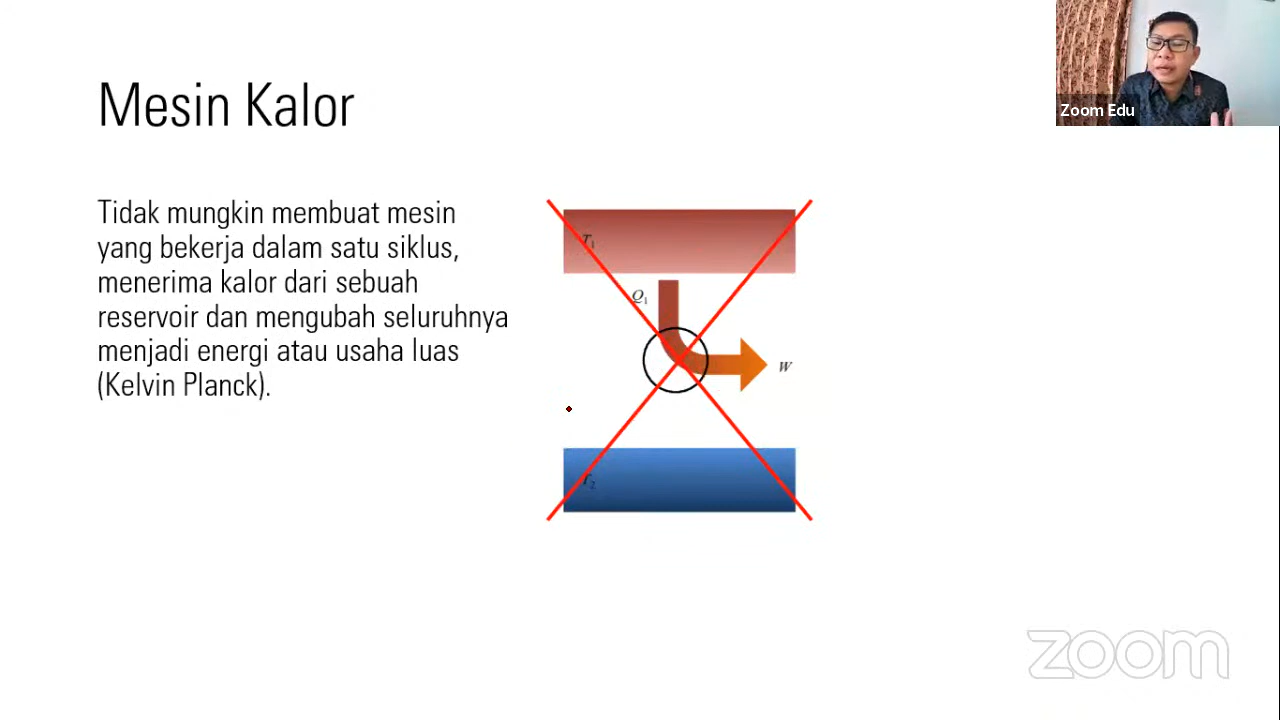 Mesin Kalor
Zoom Edu
Tidak mungkin membuat mesin
yang bekerja dalam satu siklus,
menerima kalor dari sebuah
reservoir dan mengubah seluruhnya
menjadi energi atau usaha luas
(Kelvin Planck).
T₁
Q₁
W
T₂
zoom